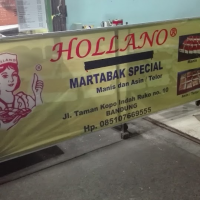 HOLLANO®
MARTABAK SPECIAL
Manis dan Asin / Telor
Jl. Taman Kopo Indah Ruko no. 10
BANDUNG
Hp. 085107669555